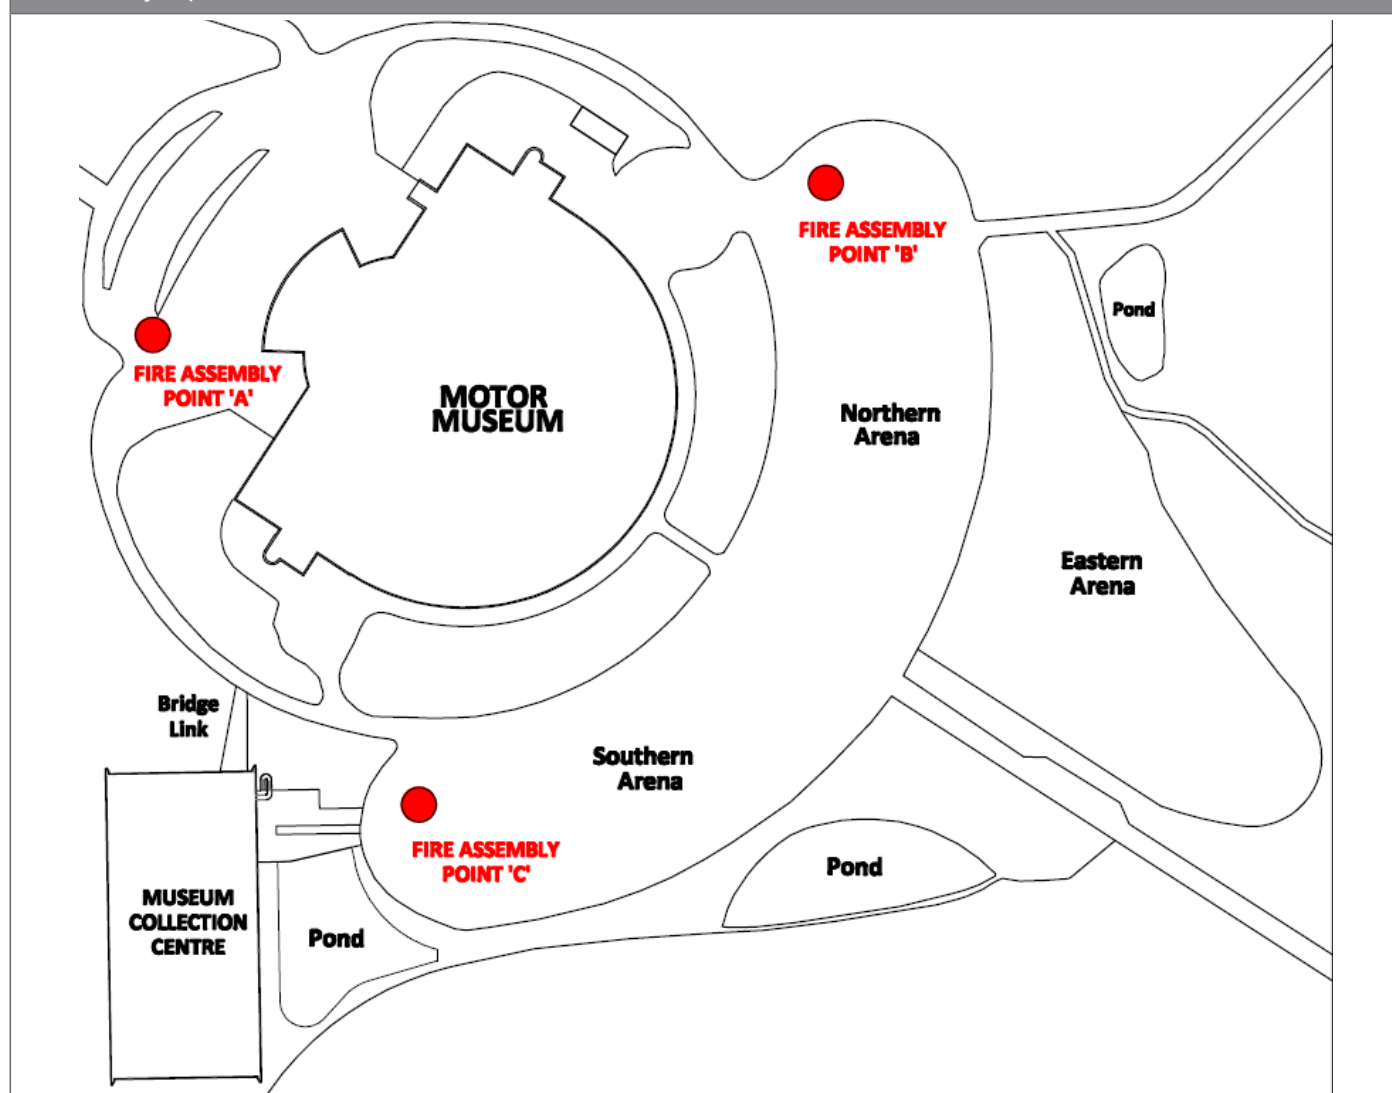 FIRE ASSEMBLY
POINT 'B'
Pond
FIRE ASSEMBLY
POINT 'A'
MOTOR
MUSEUM
Northern
Arena
Eastern
Arena
Bridge
Link
Southern
Arena
FIRE ASSEMBLY
POINT 'C'
Pond
MUSEUM
COLLECTION
CENTRE
Pond